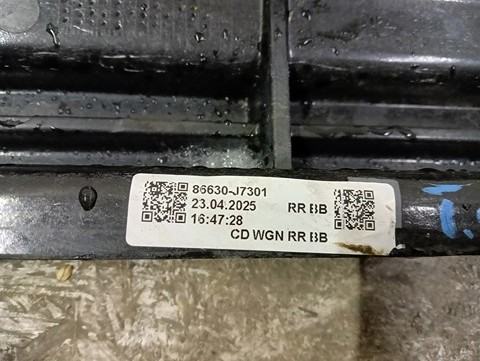 86630-J7301
23.04.2025 RR BB
16:47:28
CD WGN RR BB